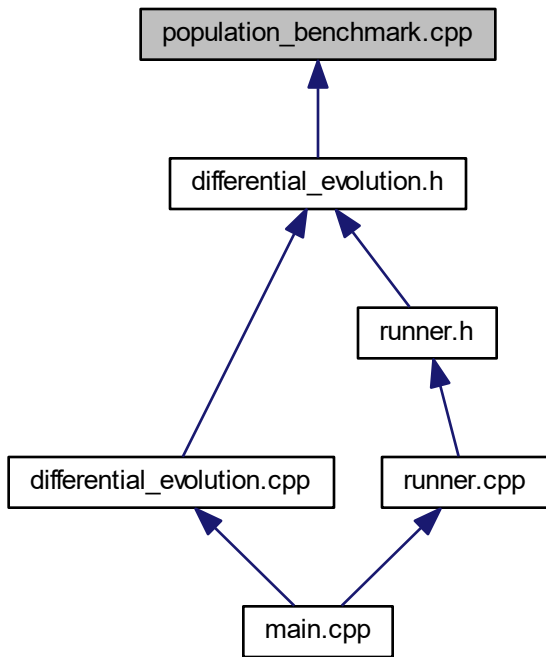 population_benchmark.cpp
differential_evolution.h
runner.h
differential_evolution.cpp
runner.cpp
main.cpp